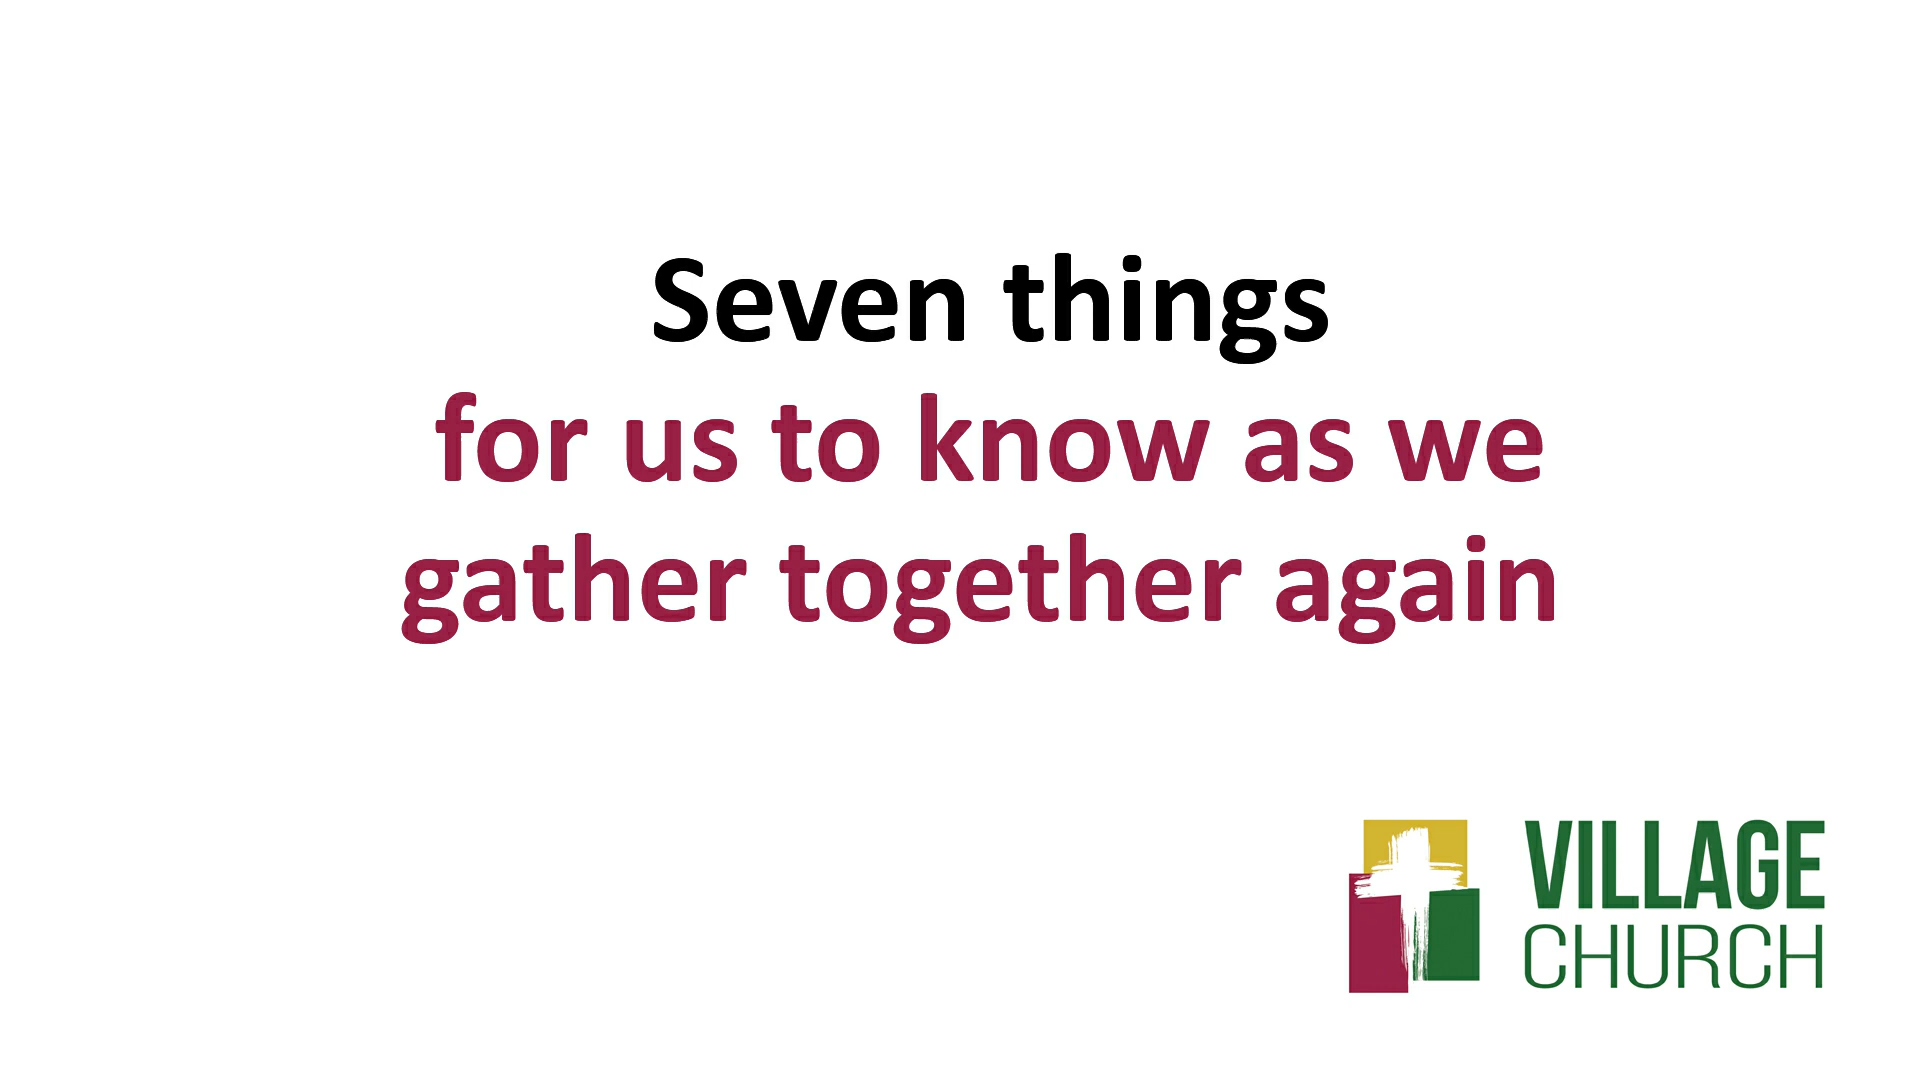 Seven things
for us to know as we
gather together again
VILLAGE
CHURCH